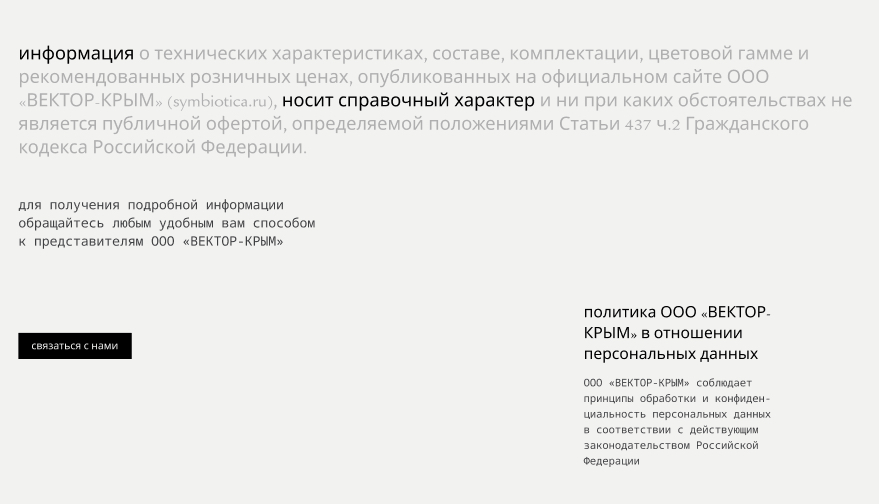 информация о технических характеристиках, составе, комплектации, цветовой гамме и
рекомендованных розничных ценах, опубликованных на официальном сайте ООО
«ВЕКТОР-КРЫМ» (symbiotica.ru), носит справочный характер и ни при каких обстоятельствах не
является публичной офертой, определяемой положениями Статьи 437 ч.2 Гражданского
кодекса Российской Федерации.
для получения подробной информации
обращайтесь любым удобным вам способом
к представителям ООО «ВЕКТОР-КРЫМ»
связаться с нами
политика ООО «ВЕКТОР-
КРЫМ» в отношении
персональных данных
ООО «ВЕКТОР-КРЫМ» соблюдает
принципы обработки и конфиден-
циальность персональных данных
в соответствии с действующим
законодательством Российской
Федерации